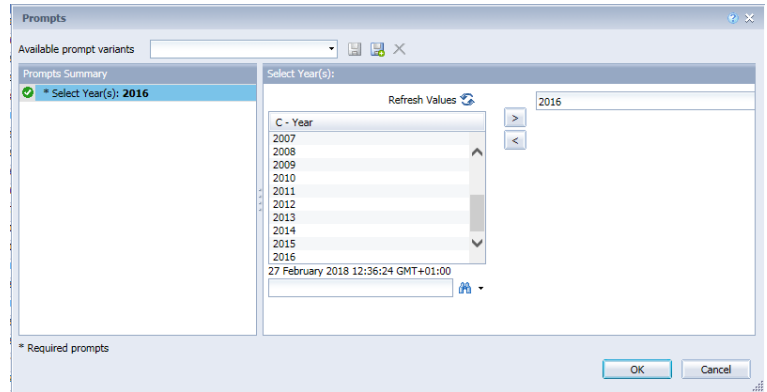 Prompts
Available prompt variants
Prompts Summary
* Select Year(s): 2016
Select Year(s):
Refresh Values
C - Year
2007
2008
2009
2010
2011
2012
2013
2014
2015
2016
27 February 2018 12:36:24 GMT+01:00
>
<
2016
* Required prompts
OK
Cancel